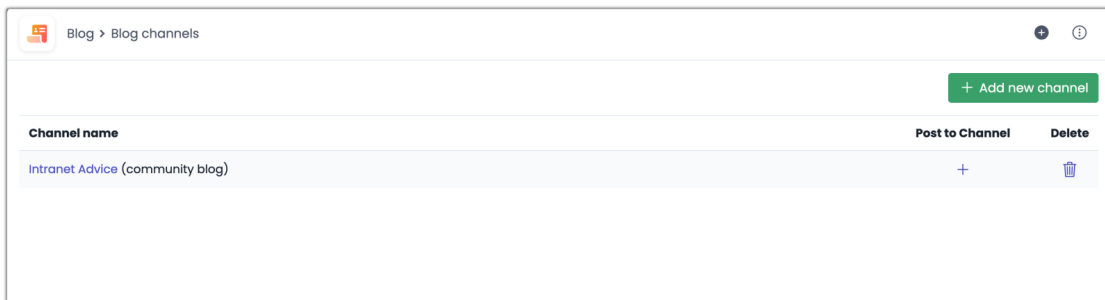 Blog > Blog channels
+ Add new channel
Channel name Post to Channel Delete
Intranet Advice (community blog)